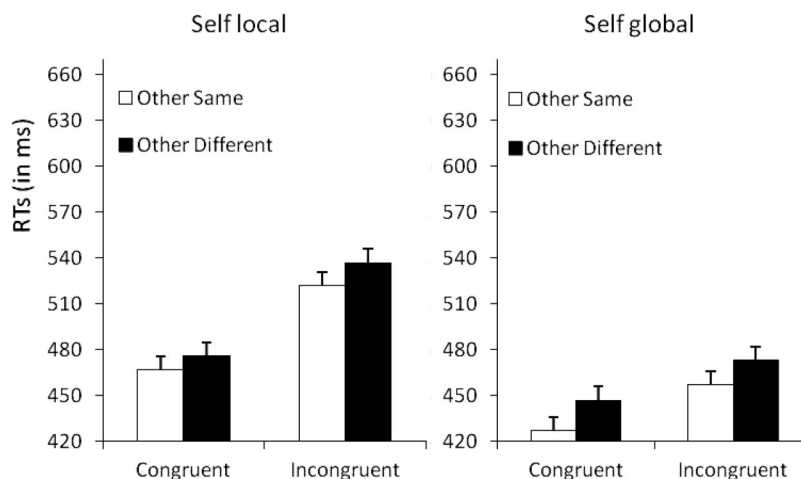 Self local
RTs (in ms)
660
630
600
570
540
510
480
450
420
Other Same
Other Different
Congruent Incongruent
Self global
660
630
600
570
540
510
480
450
420
Other Same
Other Different
Congruent Incongruent